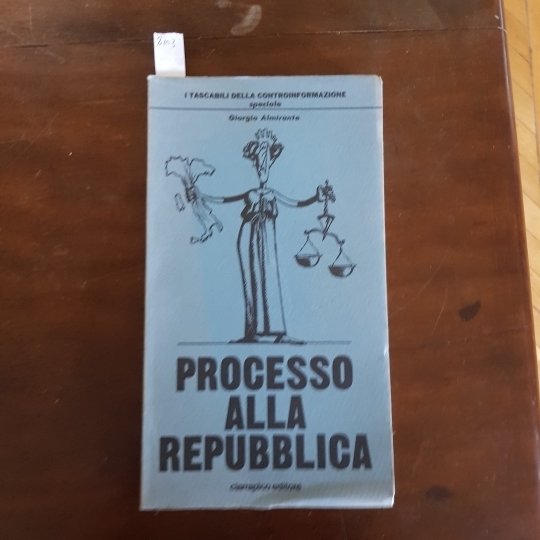 I TASCABILI DELLA CONTROINFORMAZIONE
speciale
Giorgio Almirante
PROCESSO
ALLA
REPUBBLICA
ciarrapico editore